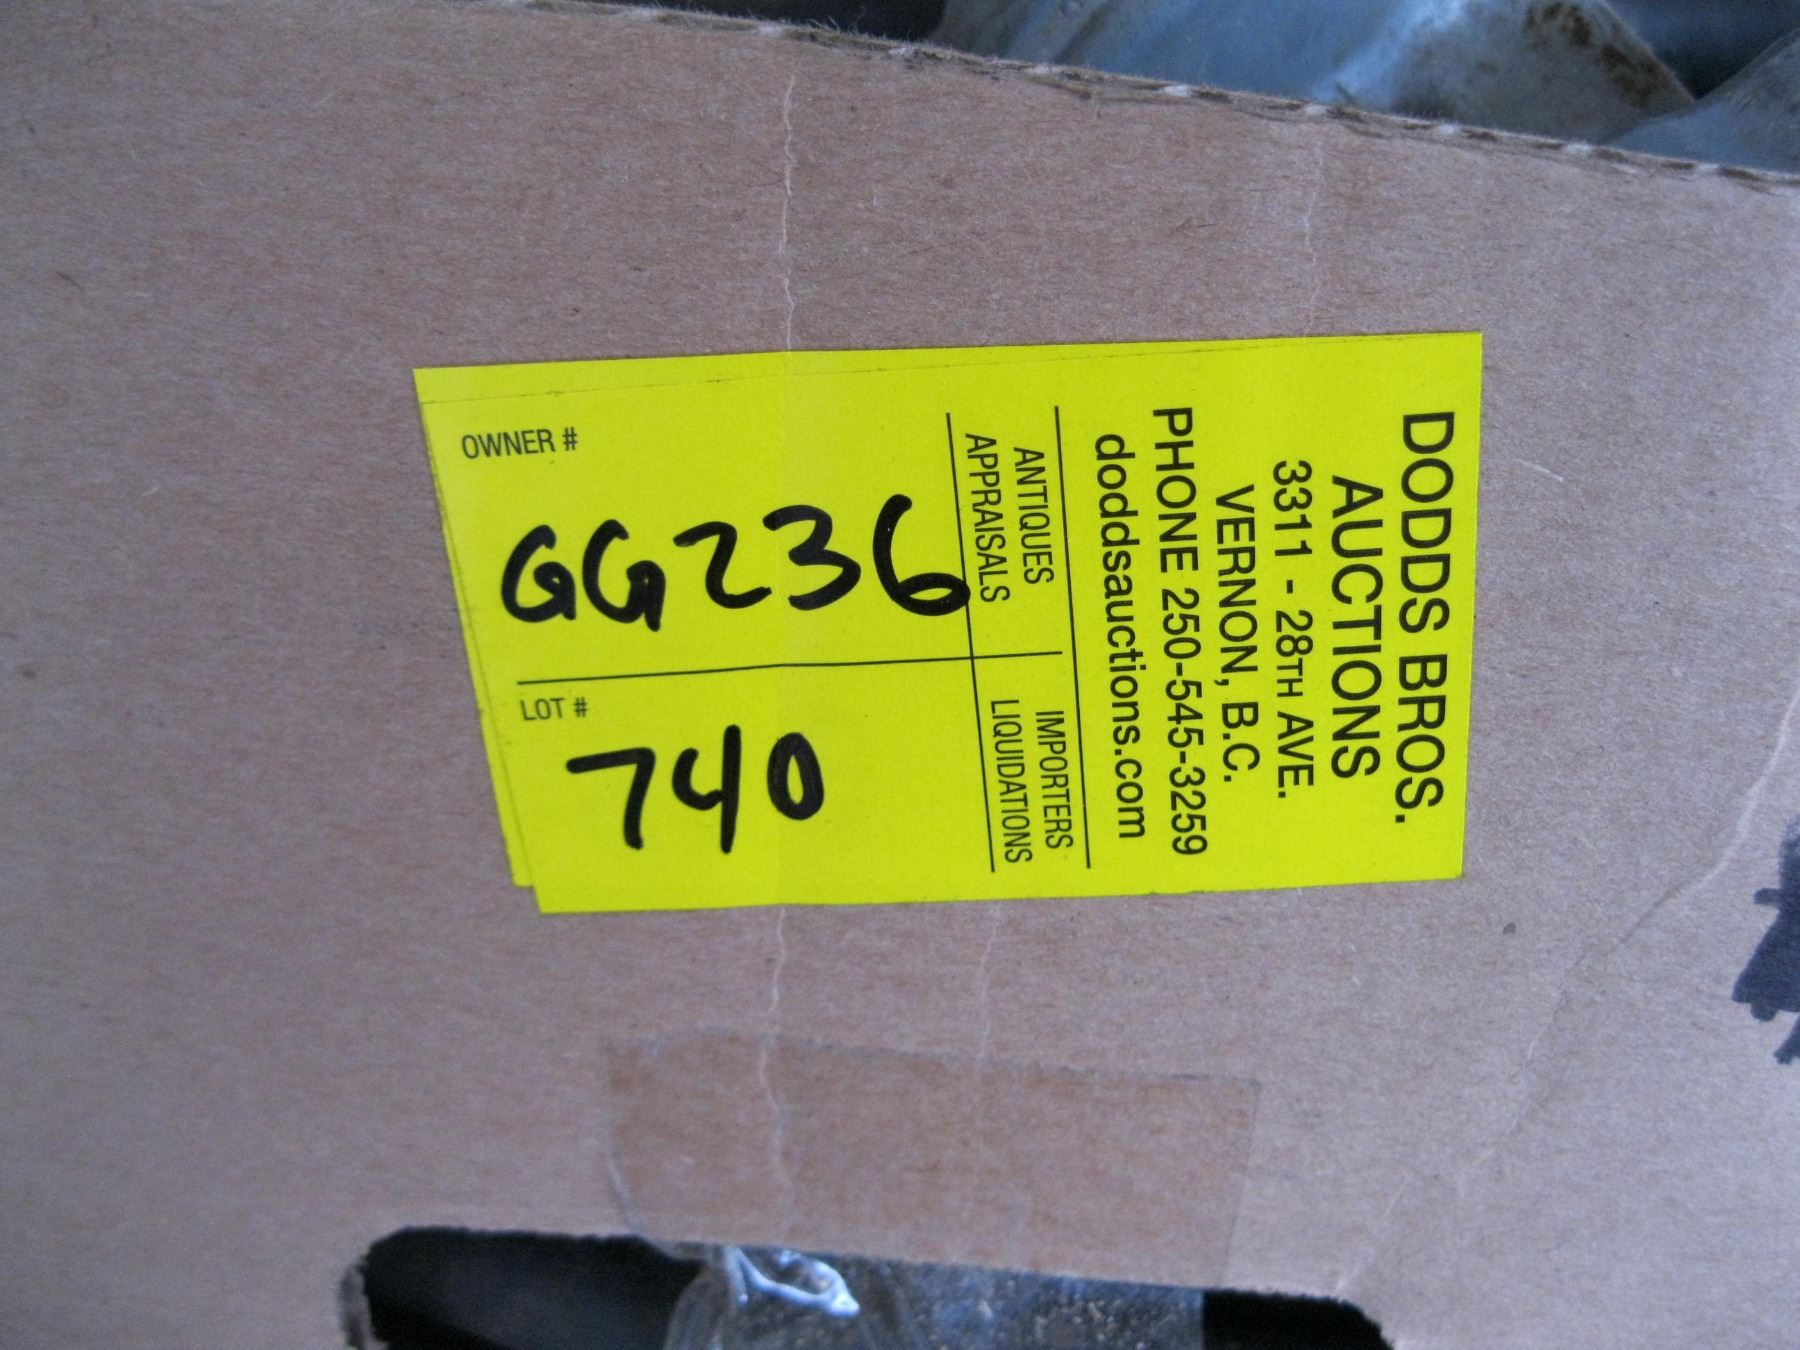 DODDS BROS.
AUCTIONS
3311 - 28TH AVE.
VERNON, B.C.
PHONE 250-545-3259
doddsauctions.com
ANTIQUES
APPRAISALS
IMPORTERS
LIQUIDATIONS
OWNER #
GG236
LOT #
740